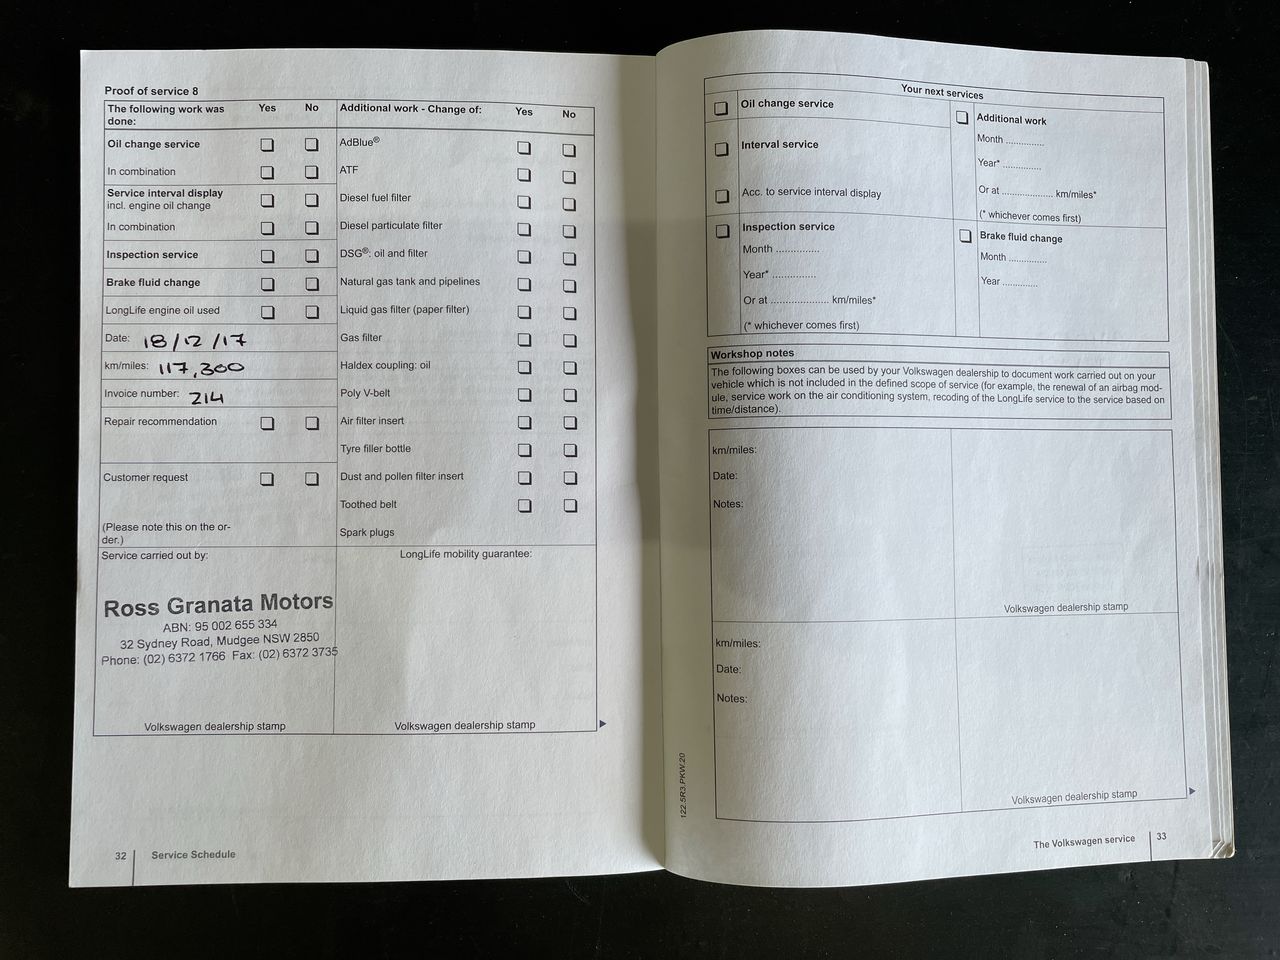 Proof of service 8
The following work was
done:
Yes
No
Oil change service
In combination
Service interval display
incl. engine oil change
In combination
Inspection service
Brake fluid change
LongLife engine oil used
Date: 18/12/17
km/miles: 117,300
Invoice number: 214
Repair recommendation
Customer request
(Please note this on the or-
der.)
Additional work - Change of:
Yes
No
AdBlue®
ATF
Diesel fuel filter
Diesel particulate filter
DSG®: oil and filter
Natural gas tank and pipelines
Liquid gas filter (paper filter)
Gas filter
Haldex coupling: oil
Poly V-belt
Air filter insert
Tyre filler bottle
Dust and pollen filter insert
Toothed belt
Spark plugs
Service carried out by:
Ross Granata Motors
ABN: 95 002 655 334
32 Sydney Road, Mudgee NSW 2850
Phone: (02) 6372 1766 Fax: (02) 6372 3735
Volkswagen dealership stamp
LongLife mobility guarantee:
Volkswagen dealership stamp
32
Service Schedule
Your next services
Oil change service
Interval service
Acc. to service interval display
Inspection service
Month ...............
Year* ...............
Or at .................... km/miles*
(* whichever comes first)
Additional work
Month .............
Year* .............
Or at .................. km/miles*
(* whichever comes first)
Brake fluid change
Month .............
Year ............
Workshop notes
The following boxes can be used by your Volkswagen dealership to document work carried out on your
vehicle which is not included in the defined scope of service (for example, the renewal of an airbag mod-
ule, service work on the air conditioning system, recoding of the LongLife service to the service based on
time/distance).
km/miles:
Date:
Notes:
Volkswagen dealership stamp
km/miles:
Date:
Notes:
Volkswagen dealership stamp
122.5R3.PKW.20
The Volkswagen service
33